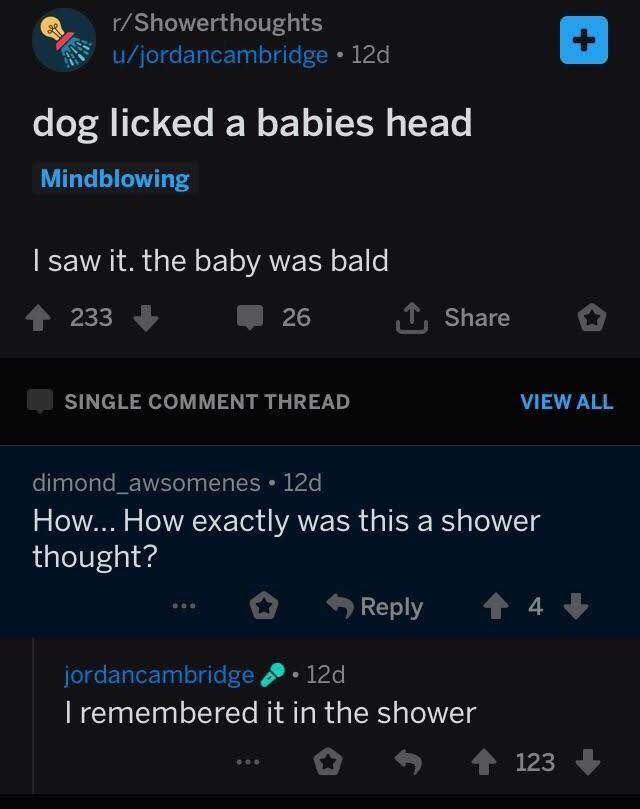 r/Showerthoughts
u/jordancambridge • 12d
dog licked a babies head
Mindblowing
I saw it. the baby was bald
233
26
Share
SINGLE COMMENT THREAD
VIEW ALL
dimond_awsomenes • 12d
How... How exactly was this a shower
thought?
... Reply 4
jordancambridge • 12d
I remembered it in the shower
... 123